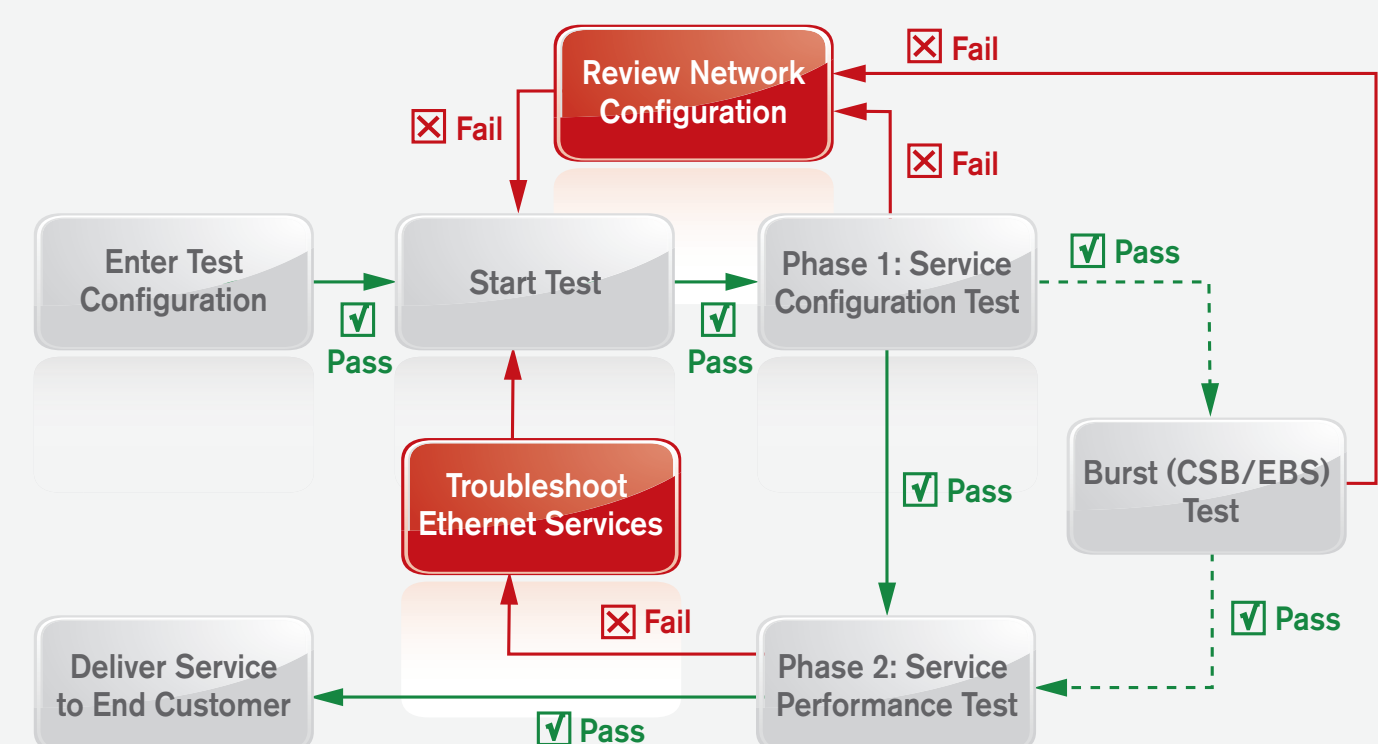 Fail
Review Network
Configuration
Fail
Fail
Enter Test
Configuration
Pass
Start Test
Pass
Phase 1: Service
Configuration Test
Pass
Troubleshoot
Ethernet Services
Pass
Burst (CSB/EBS)
Test
Fail
Pass
Deliver Service
to End Customer
Phase 2: Service
Performance Test
Pass